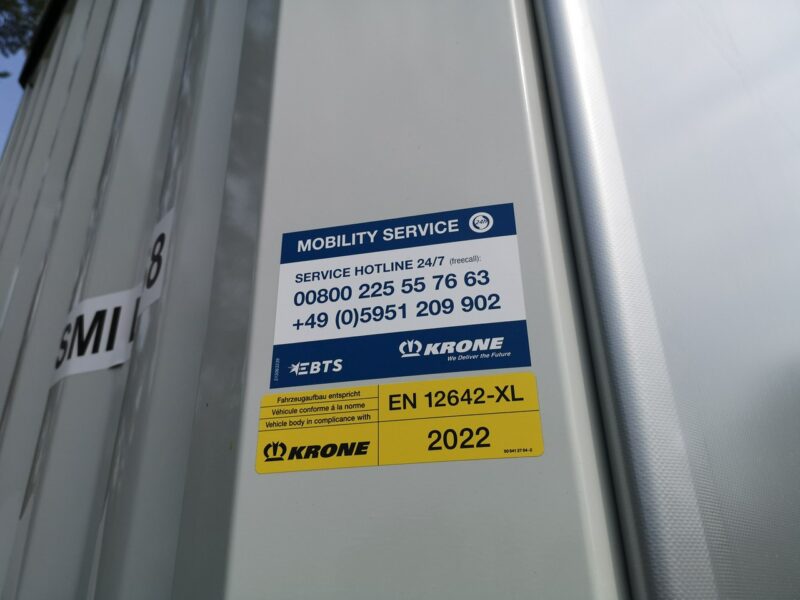 SMI
8
MOBILITY SERVICE 24h
SERVICE HOTLINE 24/7 (freecall):
00800 225 55 76 63
+49 (0)5951 209 902
EBTS
KRONE
We Deliver the Future
Fahrzeugaufbau entspricht
Véhicule conforme á la norme
Vehicle body in complicance with
EN 12642-XL
KRONE
2022